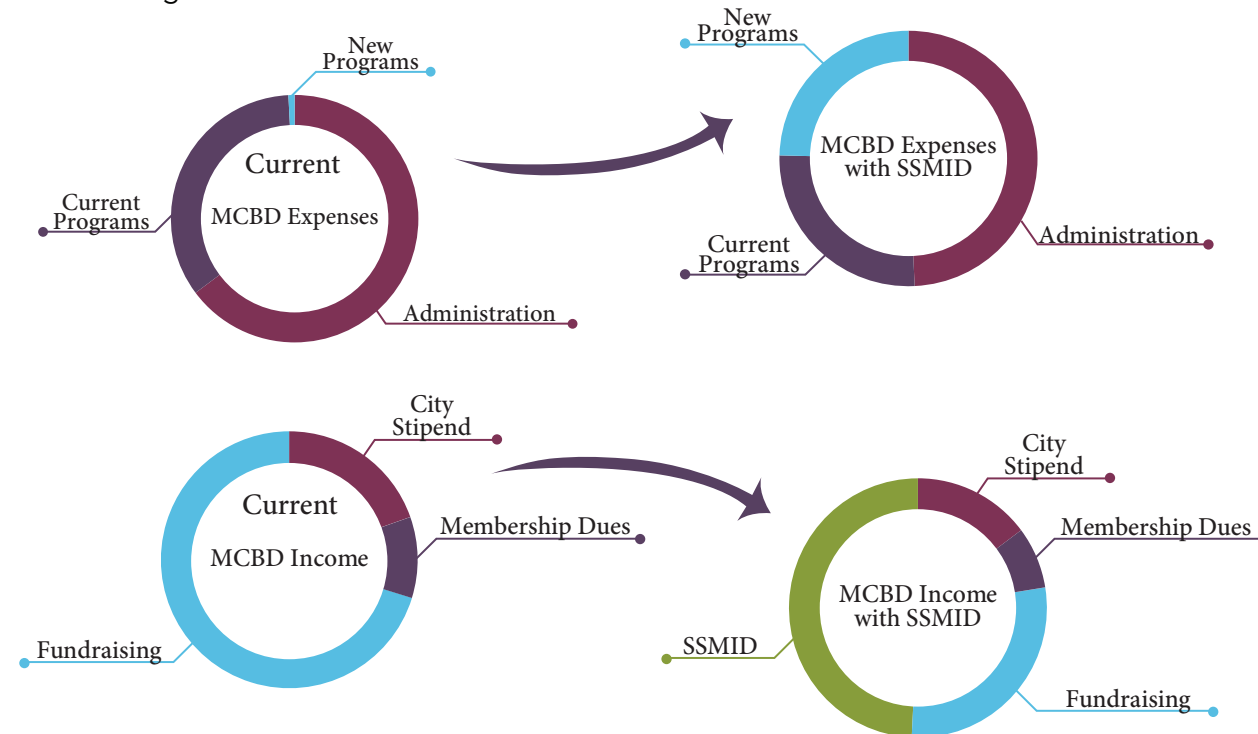 New
Programs
Current
MCBD Expenses
Current
Programs
Administration
New
Programs
MCBD Expenses
with SSMID
Current
Programs
Administration
City
Stipend
Current
MCBD Income
Membership Dues
Fundraising
City
Stipend
Membership Dues
MCBD Income
with SSMID
SSMID
Fundraising